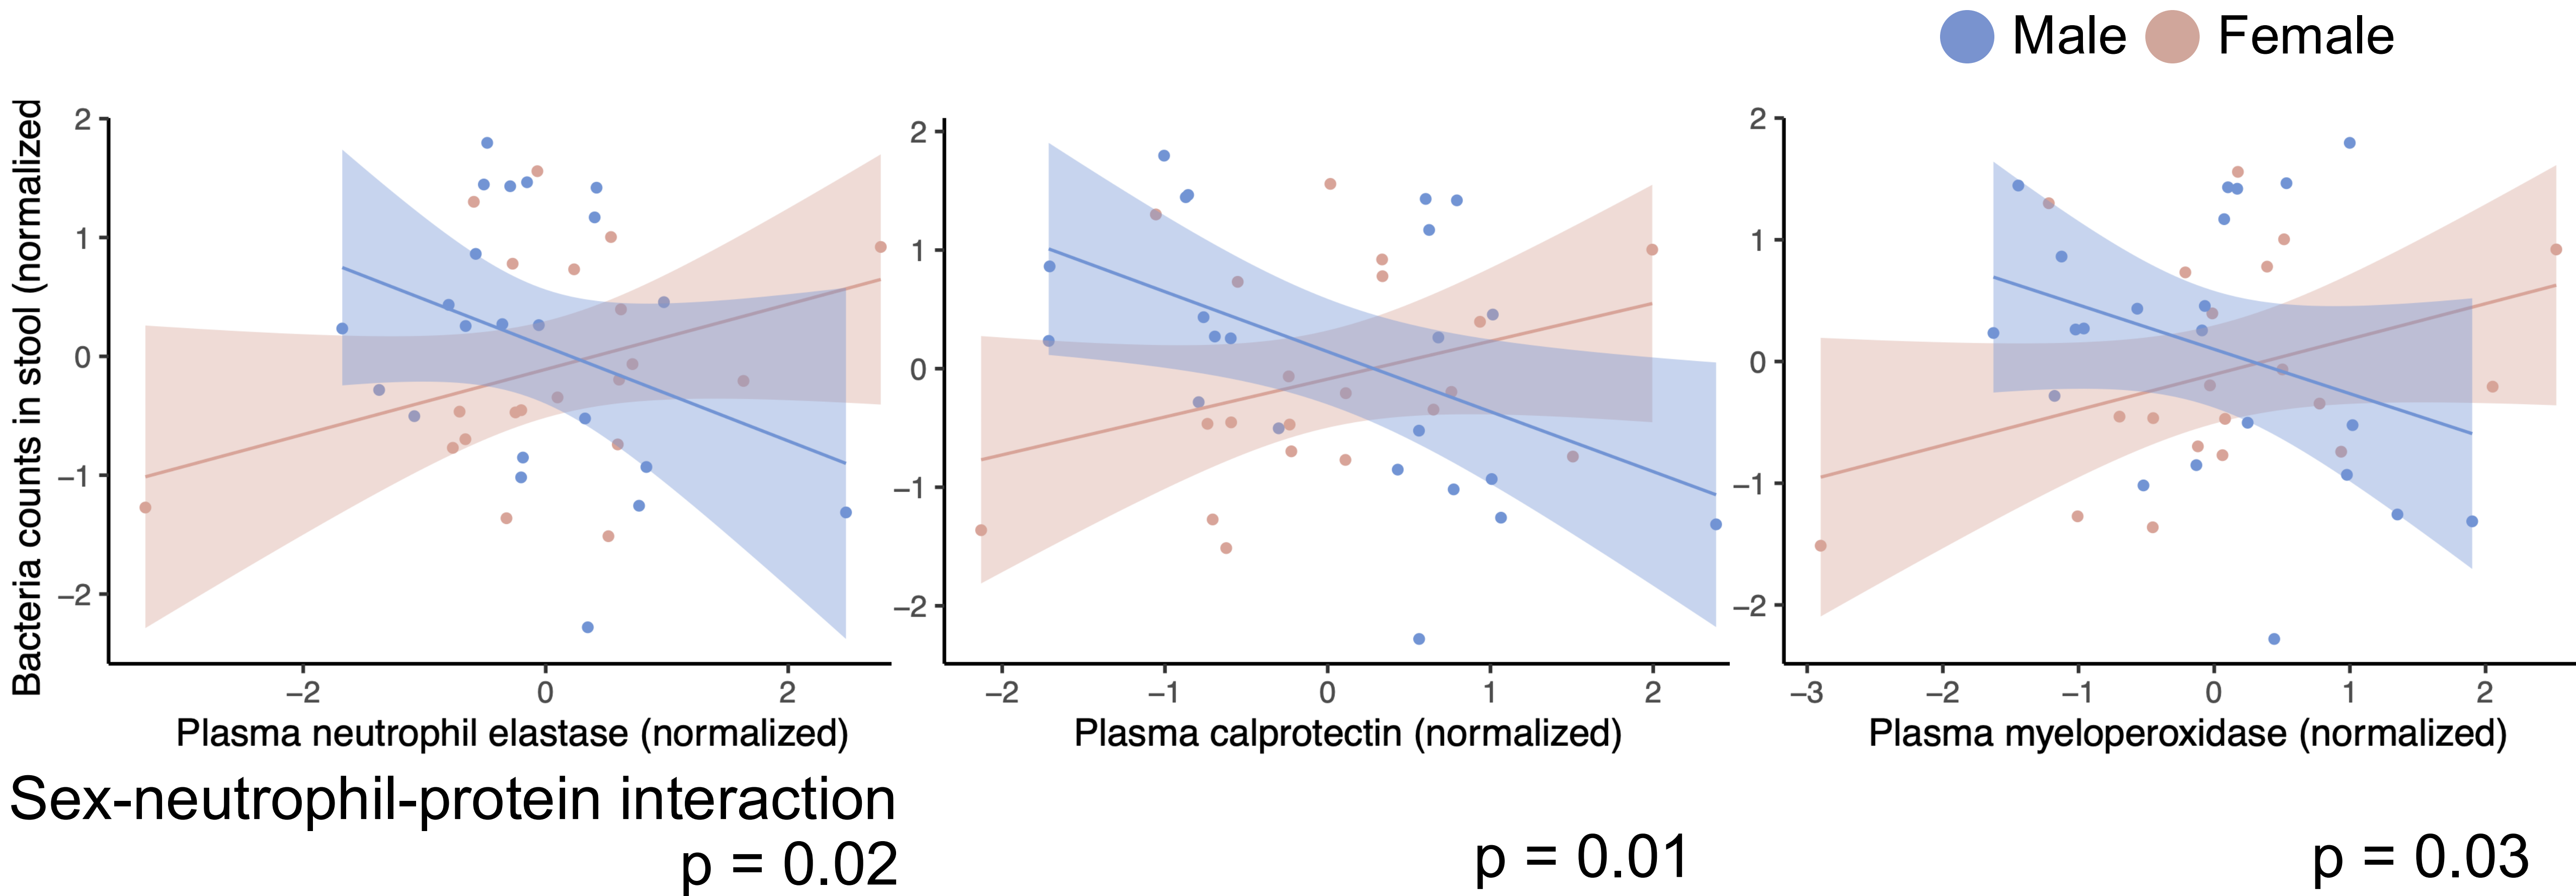 Male Female
Bacteria counts in stool (normalized
2
1
0
−1
−2
−2 0 2
Plasma neutrophil elastase (normalized)
2
1
0
−1
−2
−2 −1 0 1 2
Plasma calprotectin (normalized)
2
1
0
−1
−2
−3 −2 −1 0 1 2
Plasma myeloperoxidase (normalized)
Sex-neutrophil-protein interaction
p = 0.02
p = 0.01
p = 0.03